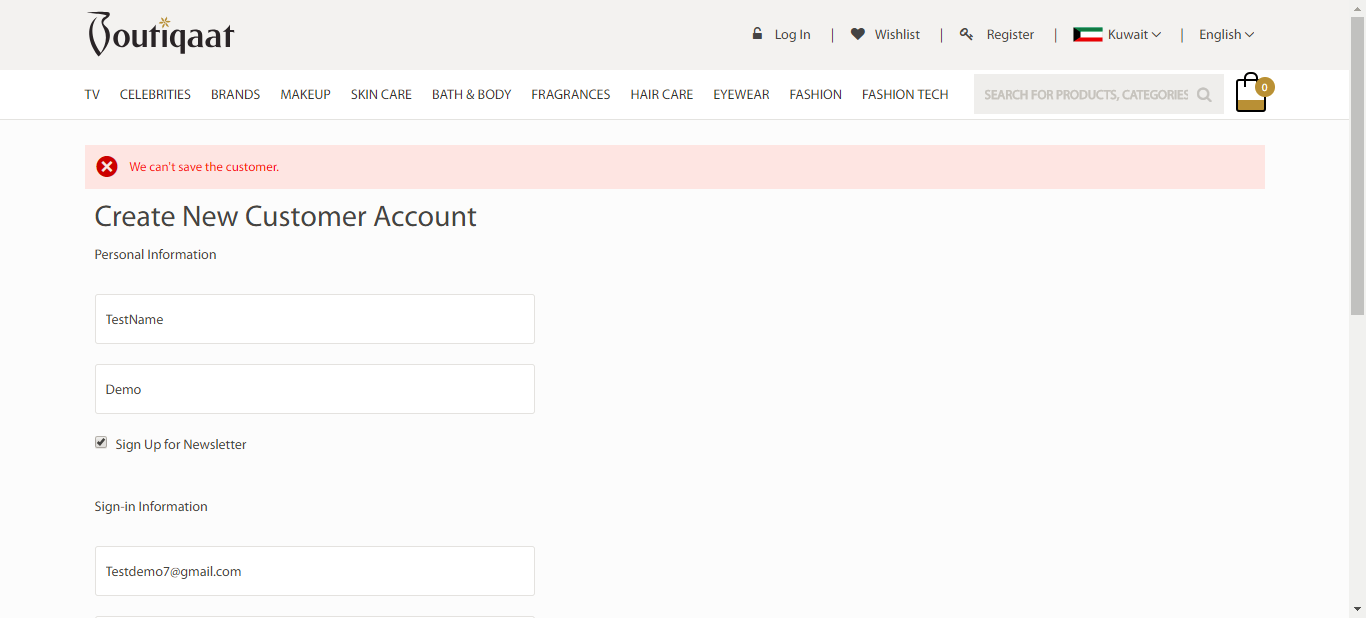 Boutiqaat
Log In | Wishlist | Register | Kuwait | English
TV CELEBRITIES BRANDS MAKEUP SKIN CARE BATH & BODY FRAGRANCES HAIR CARE EYEWEAR FASHION FASHION TECH SEARCH FOR PRODUCTS, CATEGORIES 0
We can't save the customer.
Create New Customer Account
Personal Information
TestName
Demo
Sign Up for Newsletter
Sign-in Information
Testdemo7@gmail.com